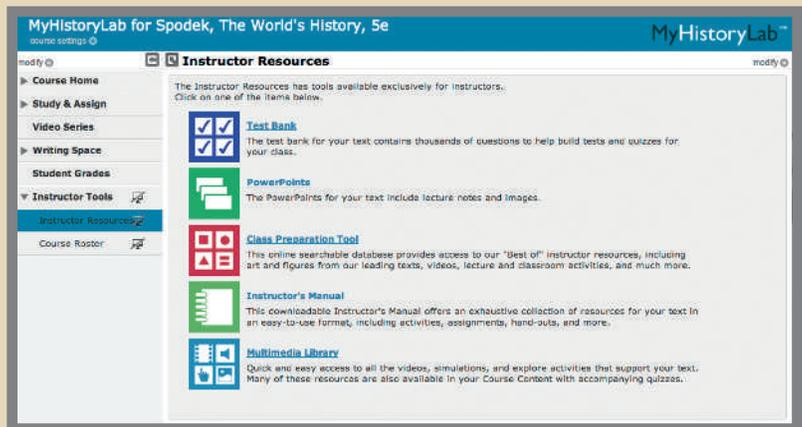 MyHistoryLab for Spodek, The World's History, 5e
course settings
MyHistoryLab™
modify
Instructor Resources
modify
Course Home
Study & Assign
Video Series
Writing Space
Student Grades
Instructor Tools
Instructor Resources
Course Roster
The Instructor Resources has tools available exclusively for instructors.
Click on one of the items below.
Test Bank
The test bank for your text contains thousands of questions to help build tests and quizzes for
your class.
PowerPoints
The PowerPoints for your text include lecture notes and images.
Class Preparation Tool
This online searchable database provides access to our "Best of" instructor resources, including
art and figures from our leading texts, videos, lecture and classroom activities, and much more.
Instructor's Manual
This downloadable Instructor's Manual offers an exhaustive collection of resources for your text in
an easy-to-use format, including activities, assignments, hand-outs, and more.
Multimedia Library
Quick and easy access to all the videos, simulations, and explore activities that support your text.
Many of these resources are also available in your Course Content with accompanying quizzes.